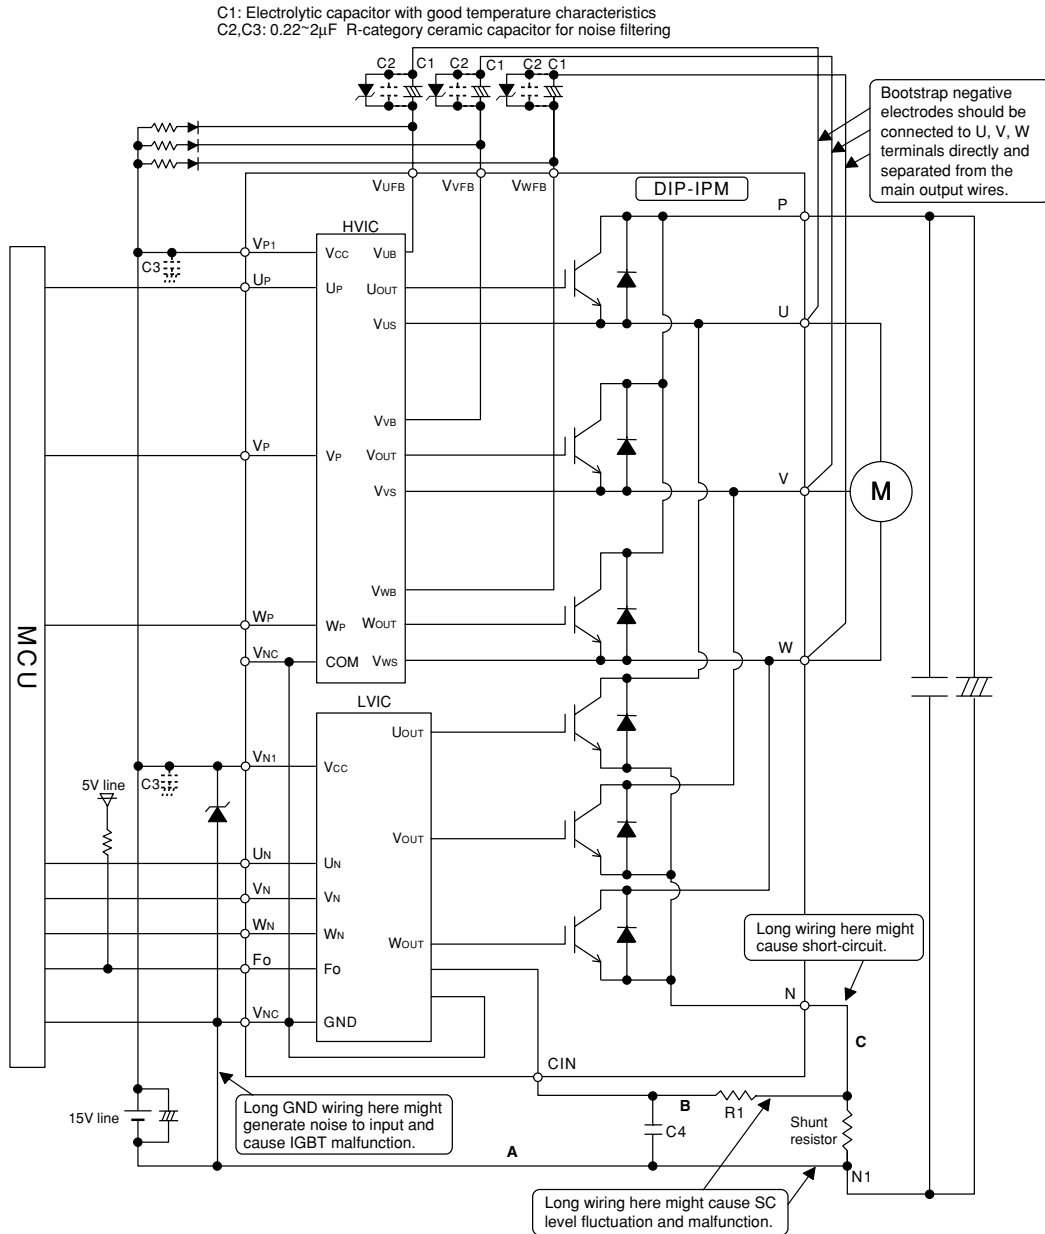 C1: Electrolytic capacitor with good temperature characteristics
C2,C3: 0.22~2μF R-category ceramic capacitor for noise filtering
C2 C1 C2 C1 C2 C1
Bootstrap negative
electrodes should be
connected to U, V, W
terminals directly and
separated from the
main output wires.
VUFB VVFB VWFB
DIP-IPM
P
HVIC
VP1
VCC
VUB
C3
UP
UP
UOUT
VUS
U
VVB
VP
VP
VOUT
VVS
V
M
VWB
WP
WP
WOUT
VNC
COM
VWS
W
MCU
LVIC
UOUT
VN1
VCC
C3
5V line
VOUT
UN
UN
VN
VN
WN
WN
WOUT
Long wiring here might
cause short-circuit.
Fo
Fo
N
VNC
GND
C
CIN
15V line
Long GND wiring here might
generate noise to input and
cause IGBT malfunction.
B
R1
C4
Shunt
resistor
A
N1
Long wiring here might cause SC
level fluctuation and malfunction.